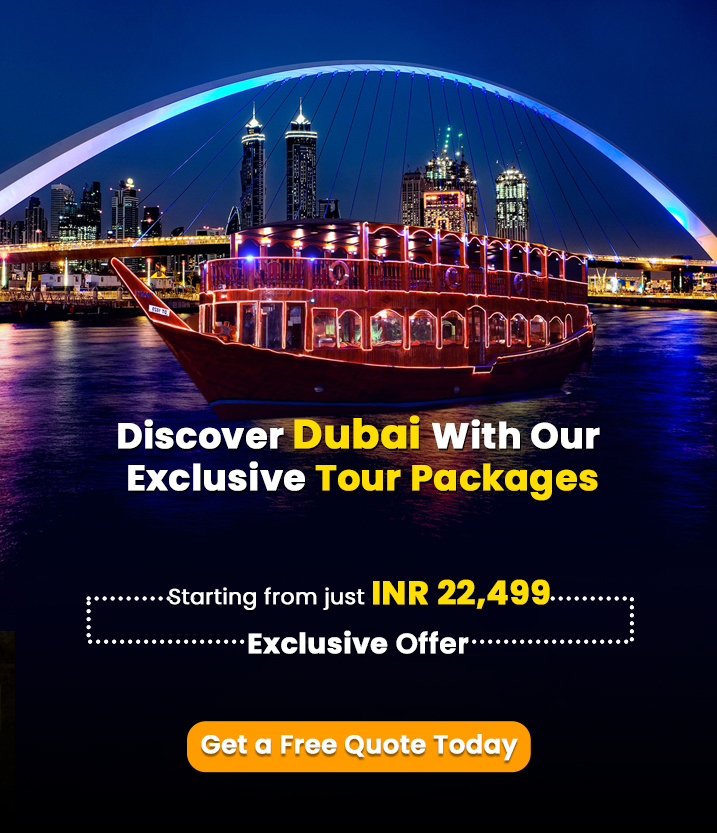 Discover Dubai With Our
Exclusive Tour Packages
Starting from just INR 22,499
Exclusive Offer
Get a Free Quote Today